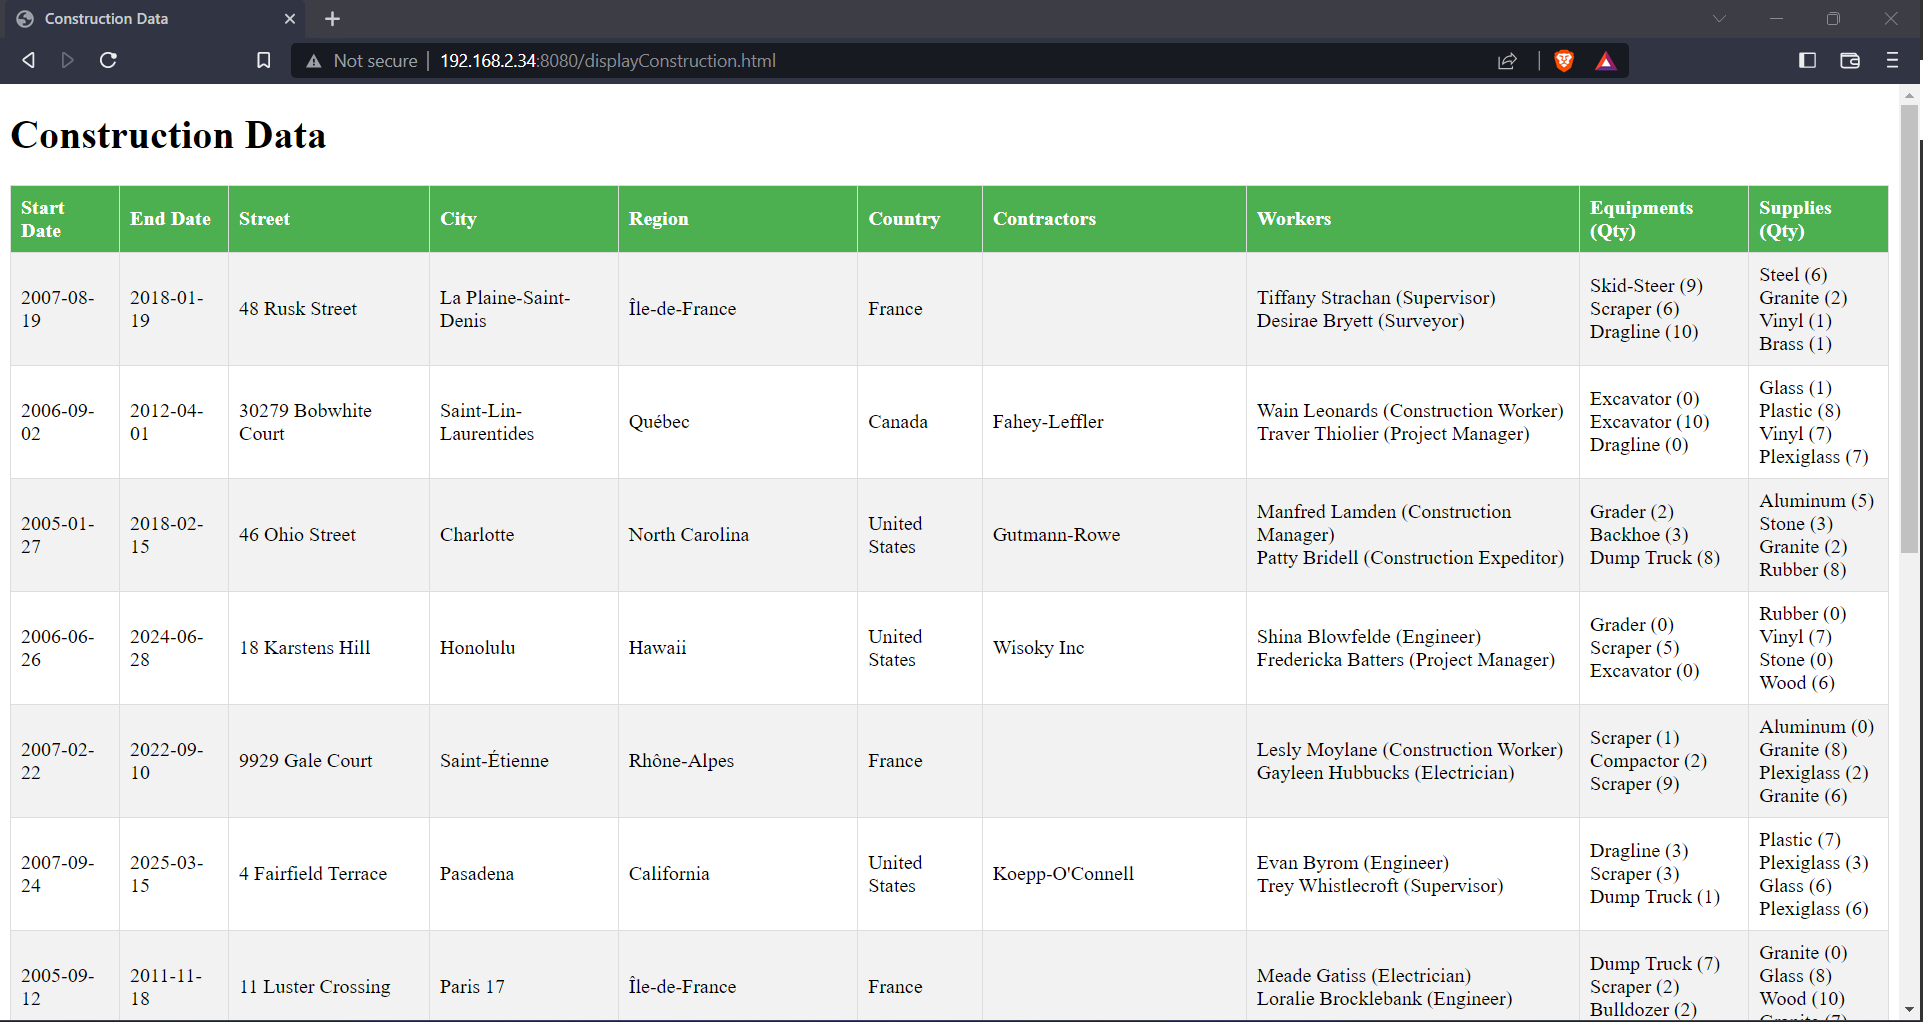 Construction Data
Not secure
192.168.2.34:8080/displayConstruction.html
Construction Data
Start
Date
End Date
Street
City
Region
Country
Contractors
Workers
Equipments
(Qty)
Supplies
(Qty)
2007-08-
19
2018-01-
19
48 Rusk Street
La Plaine-Saint-
Denis
Île-de-France
France
Tiffany Strachan (Supervisor)
Desirae Bryett (Surveyor)
Skid-Steer (9)
Scraper (6)
Dragline (10)
Steel (6)
Granite (2)
Vinyl (1)
Brass (1)
2006-09-
02
2012-04-
01
30279 Bobwhite
Court
Saint-Lin-
Laurentides
Québec
Canada
Fahey-Leffler
Wain Leonards (Construction Worker)
Traver Thiolier (Project Manager)
Excavator (0)
Excavator (10)
Dragline (0)
Glass (1)
Plastic (8)
Vinyl (7)
Plexiglass (7)
2005-01-
27
2018-02-
15
46 Ohio Street
Charlotte
North Carolina
United
States
Gutmann-Rowe
Manfred Lamden (Construction
Manager)
Patty Bridell (Construction Expeditor)
Grader (2)
Backhoe (3)
Dump Truck (8)
Aluminum (5)
Stone (3)
Granite (2)
Rubber (8)
2006-06-
26
2024-06-
28
18 Karstens Hill
Honolulu
Hawaii
United
States
Wisoky Inc
Shina Blowfelde (Engineer)
Fredericka Batters (Project Manager)
Grader (0)
Scraper (5)
Excavator (0)
Rubber (0)
Vinyl (7)
Stone (0)
Wood (6)
2007-02-
22
2022-09-
10
9929 Gale Court
Saint-Étienne
Rhône-Alpes
France
Lesly Moylane (Construction Worker)
Gayleen Hubbucks (Electrician)
Scraper (1)
Compactor (2)
Scraper (9)
Aluminum (0)
Granite (8)
Plexiglass (2)
Granite (6)
2007-09-
24
2025-03-
15
4 Fairfield Terrace
Pasadena
California
United
States
Koepp-O'Connell
Evan Byrom (Engineer)
Trey Whistlecroft (Supervisor)
Dragline (3)
Scraper (3)
Dump Truck (1)
Plastic (7)
Plexiglass (3)
Glass (6)
Plexiglass (6)
2005-09-
12
2011-11-
18
11 Luster Crossing
Paris 17
Île-de-France
France
Meade Gatiss (Electrician)
Loralie Brocklebank (Engineer)
Dump Truck (7)
Scraper (2)
Bulldozer (2)
Granite (0)
Glass (8)
Wood (10)